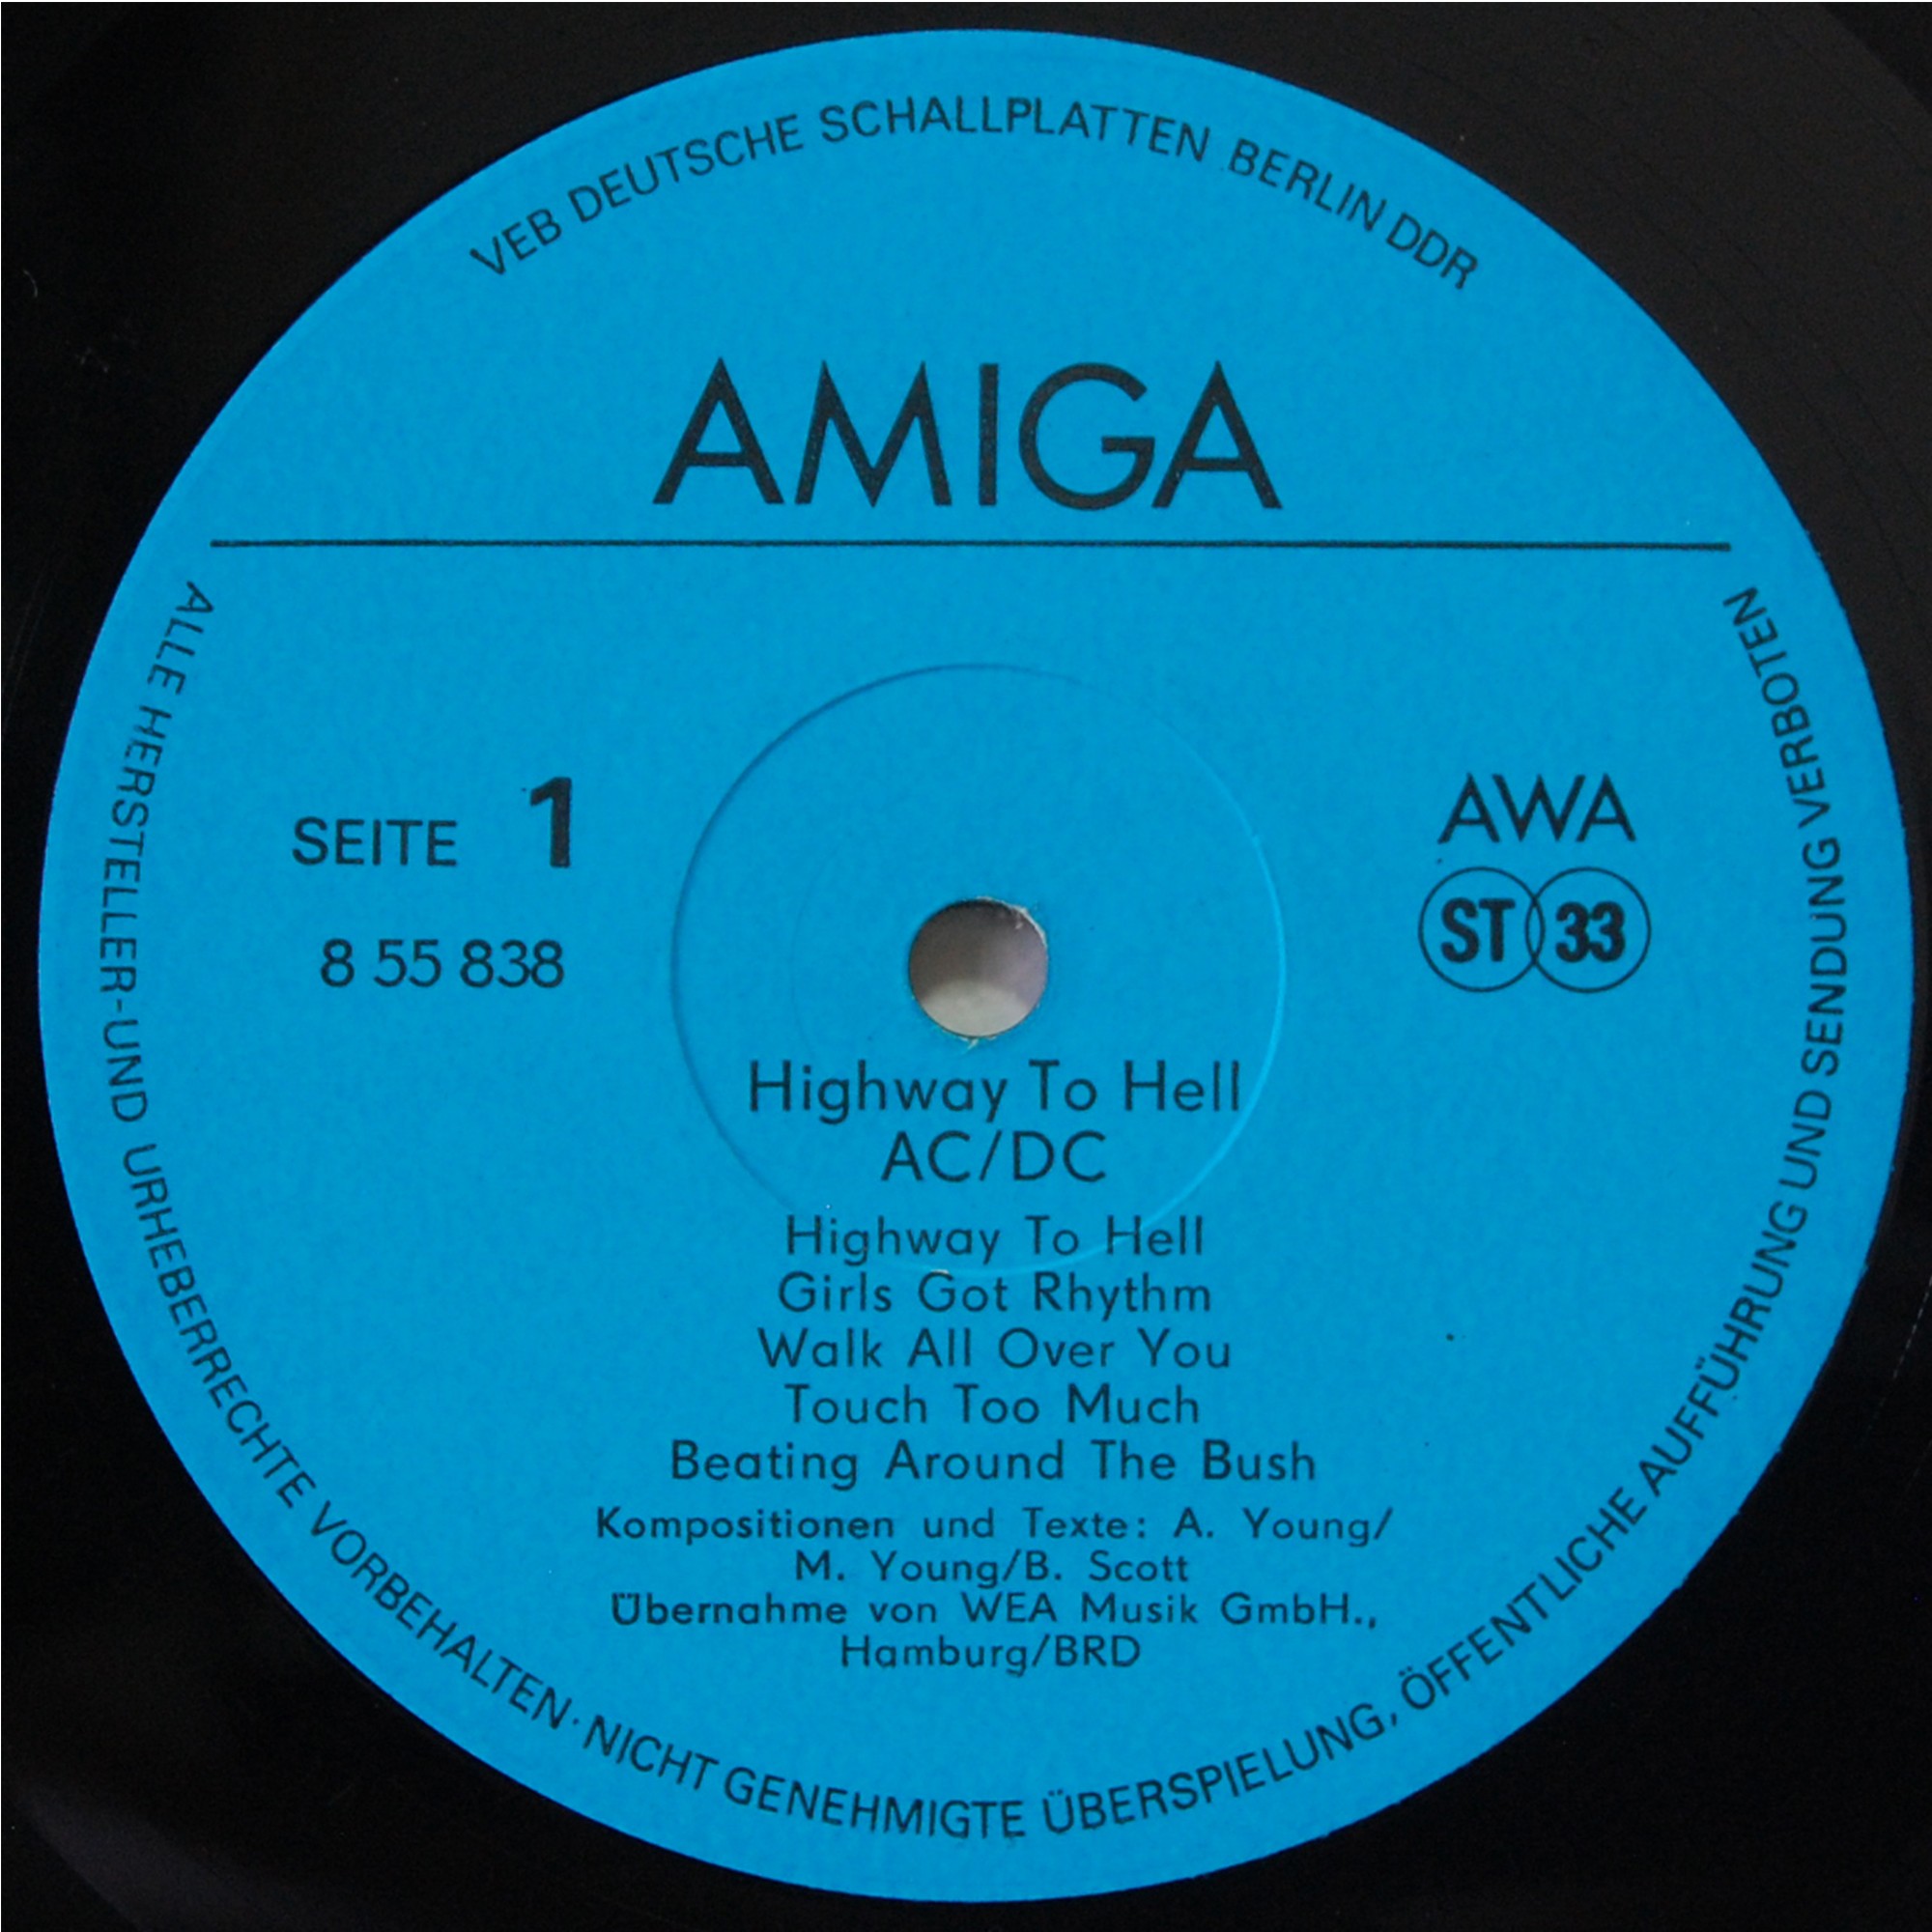 VEB DEUTSCHE SCHALLPLATTEN BERLIN DDR
AMIGA
SEITE 1
8 55 838
AWA
ST 33
Highway To Hell
AC/DC
Highway To Hell
Girls Got Rhythm
Walk All Over You
Touch Too Much
Beating Around The Bush
Kompositionen und Texte: A. Young/
M. Young/B. Scott
Übernahme von WEA Musik GmbH.,
Hamburg/BRD
ALLE HERSTELLER-UND URHEBERRECHTE VORBEHALTEN · NICHT GENEHMIGTE ÜBERSPIELUNG, ÖFFENTLICHE AUFFÜHRUNG UND SENDUNG VERBOTEN